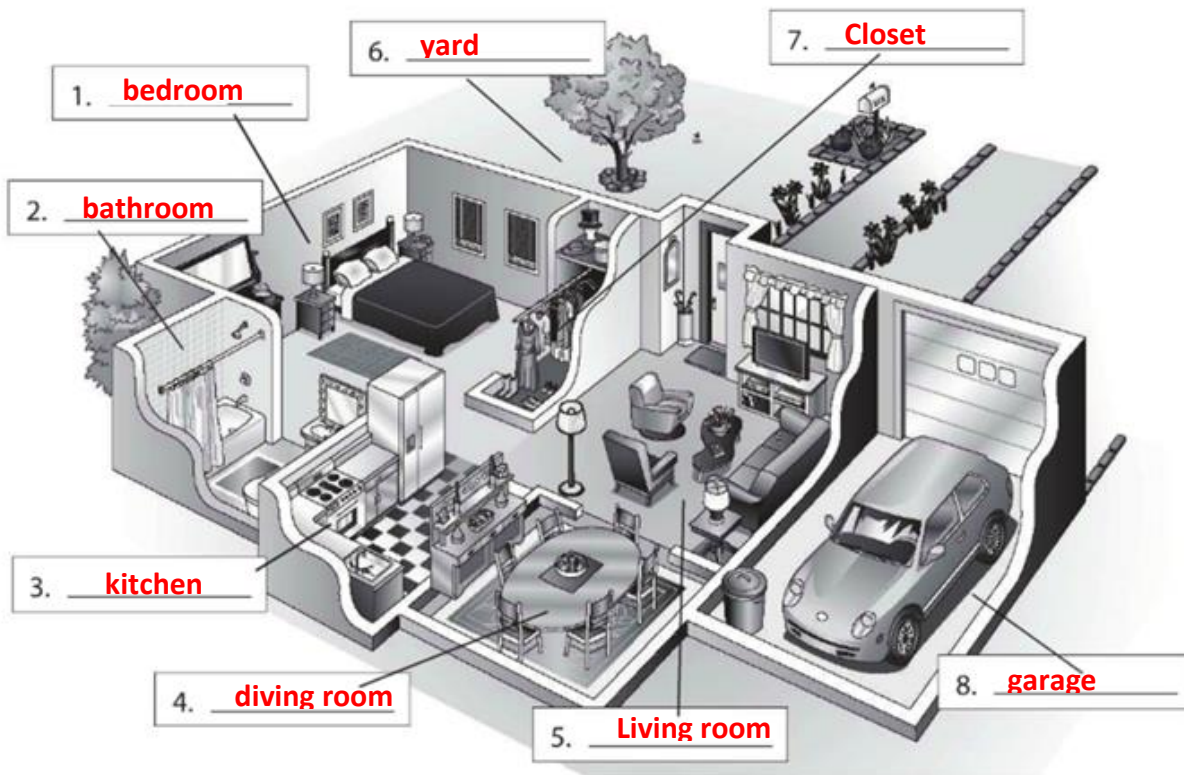 1. bedroom
2. bathroom
3. kitchen
4. diving room
5. Living room
6. yard
7. Closet
8. garage